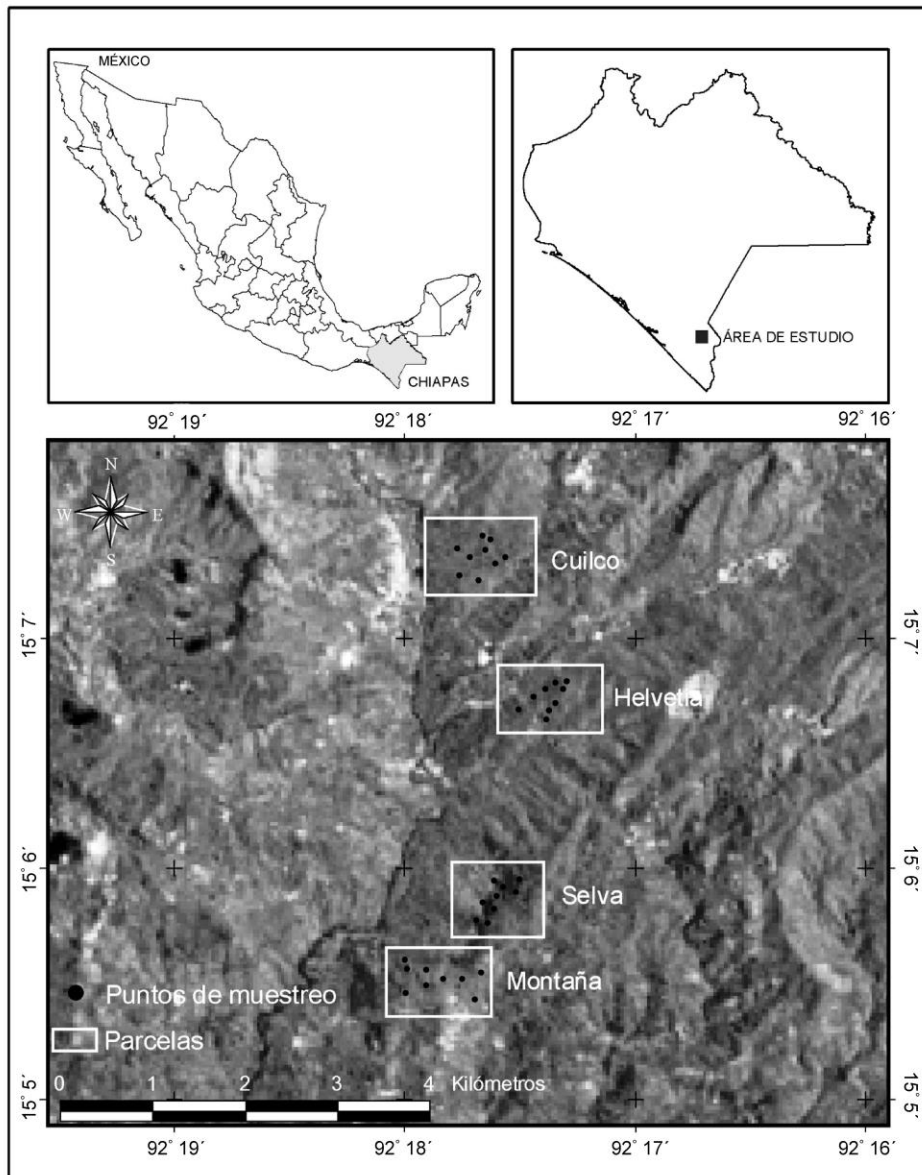 MÉXICO
CHIAPAS
ÁREA DE ESTUDIO
92° 19´
92° 18´
92° 17´
92° 16´
N
W
E
S
Cuilco
15° 7´
15° 7´
Helvetia
15° 6´
15° 6´
Selva
Montaña
Puntos de muestreo
Parcelas
15° 5´
15° 5´
0
1
2
3
4
Kilómetros
92° 19´
92° 18´
92° 17´
92° 16´